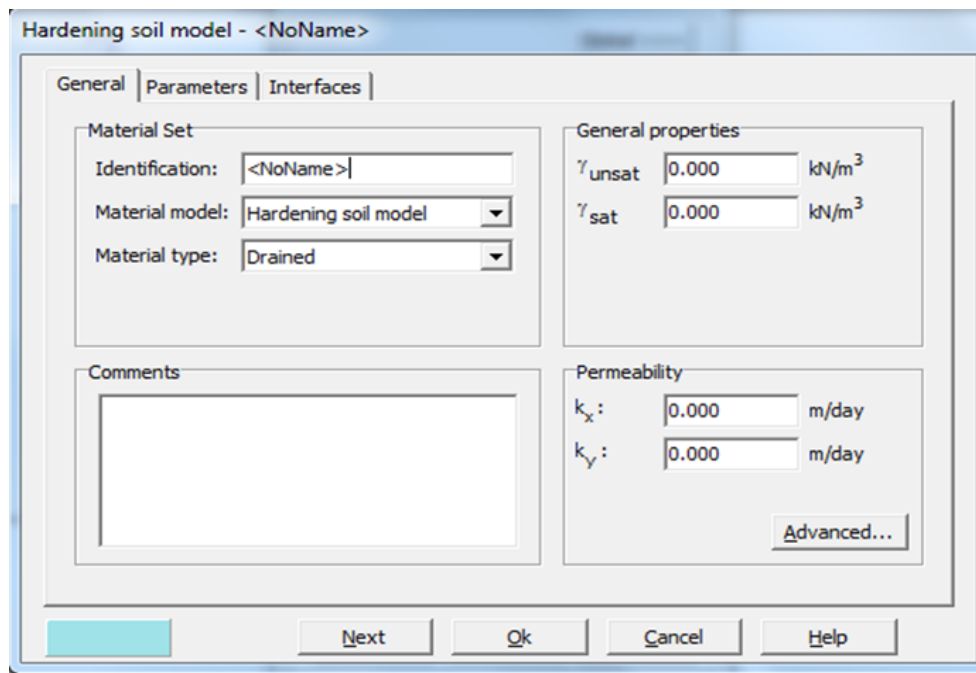 Hardening soil model - <NoName>
General Parameters Interfaces
Material Set
Identification: <NoName>
Material model: Hardening soil model
Material type: Drained
General properties
γunsat 0.000 kN/m³
γsat 0.000 kN/m³
Comments
Permeability
kx: 0.000 m/day
ky: 0.000 m/day
Advanced...
Next Ok Cancel Help